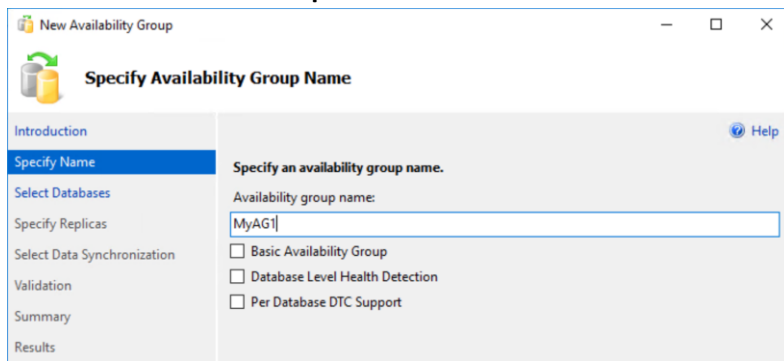 New Availability Group
Specify Availability Group Name
Introduction
Help
Specify Name
Select Databases
Specify Replicas
Select Data Synchronization
Validation
Summary
Results
Specify an availability group name.
Availability group name:
MyAG1
Basic Availability Group
Database Level Health Detection
Per Database DTC Support